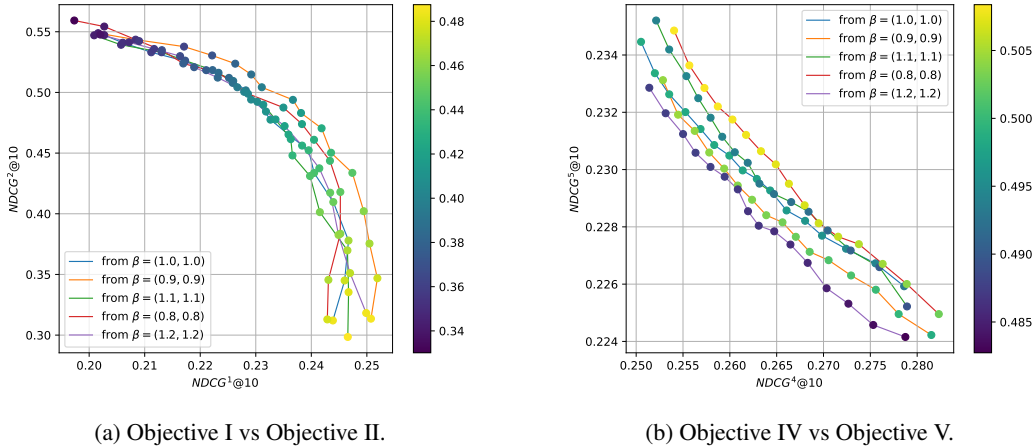 0.55
0.50
0.45
0.40
0.35
0.30
NDCG²@10
from β = (1.0, 1.0)
from β = (0.9, 0.9)
from β = (1.1, 1.1)
from β = (0.8, 0.8)
from β = (1.2, 1.2)
0.20 0.21 0.22 0.23 0.24 0.25
NDCG¹@10
0.48
0.46
0.44
0.42
0.40
0.38
0.36
0.34
(a) Objective I vs Objective II.
0.234
0.232
0.230
0.228
0.226
0.224
NDCG⁵@10
from β = (1.0, 1.0)
from β = (0.9, 0.9)
from β = (1.1, 1.1)
from β = (0.8, 0.8)
from β = (1.2, 1.2)
0.250 0.255 0.260 0.265 0.270 0.275 0.280
NDCG⁴@10
0.505
0.500
0.495
0.490
0.485
(b) Objective IV vs Objective V.